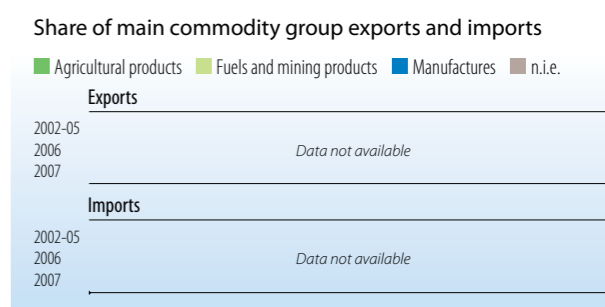 Share of main commodity group exports and imports
Agricultural products Fuels and mining products Manufactures n.i.e.
Exports
2002-05
2006 Data not available
2007
Imports
2002-05
2006 Data not available
2007